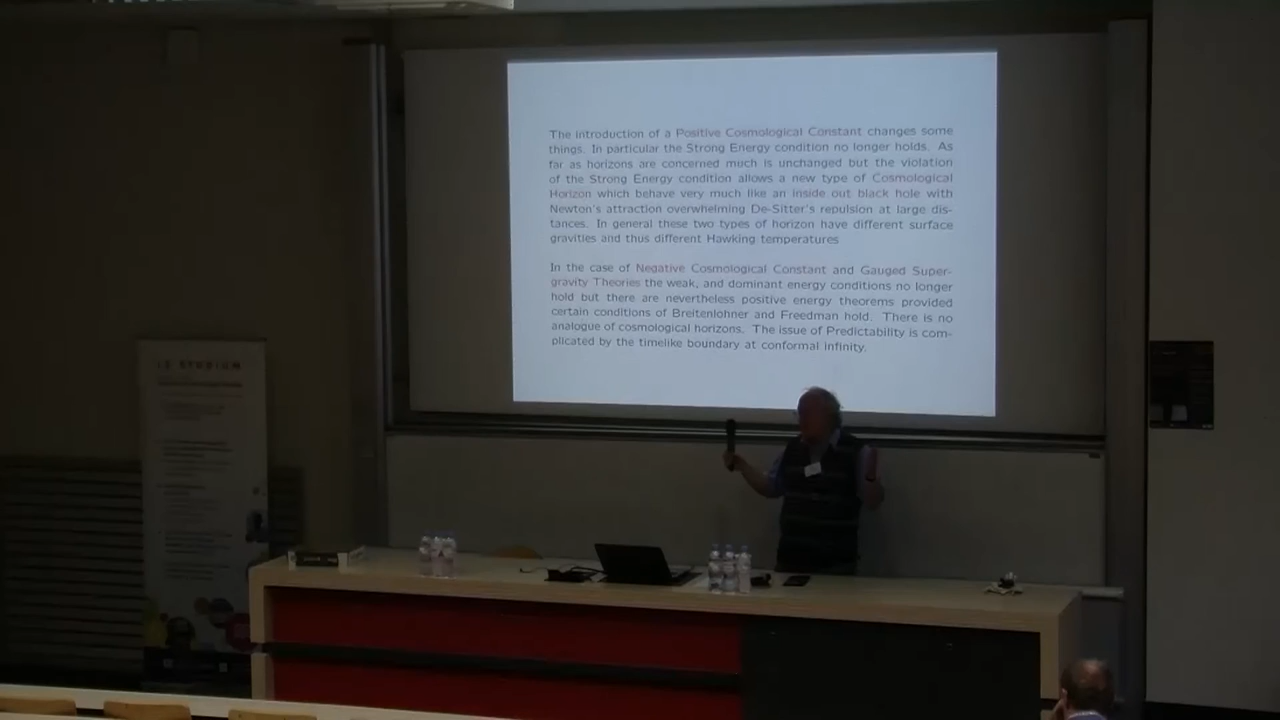 The introduction of a Positive Cosmological Constant changes some
things. In particular the Strong Energy condition no longer holds. As
far as horizons are concerned much is unchanged but the violation
of the Strong Energy condition allows a new type of Cosmological
Horizon which behave very much like an inside out black hole with
Newton's attraction overwhelming De-Sitter's repulsion at large dis-
tances. In general these two types of horizon have different surface
gravities and thus different Hawking temperatures
In the case of Negative Cosmological Constant and Gauged Super-
gravity Theories the weak, and dominant energy conditions no longer
hold but there are nevertheless positive energy theorems provided
certain conditions of Breitenlohner and Freedman hold. There is no
analogue of cosmological horizons. The issue of Predictability is com-
plicated by the timelike boundary at conformal infinity.
LE STUDIUM